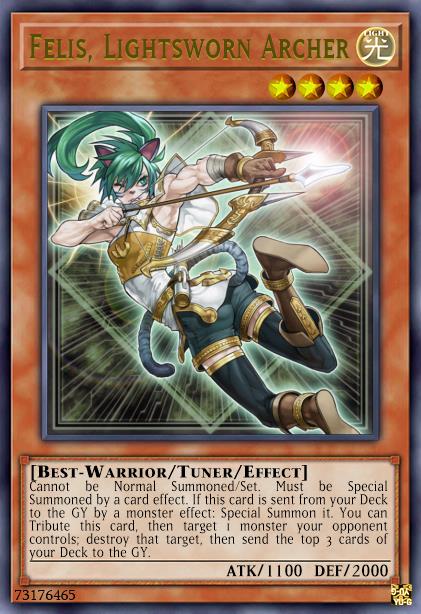 Felis, Lightsworn Archer
LIGHT
光
[Best-Warrior/Tuner/Effect]
Cannot be Normal Summoned/Set. Must be Special
Summoned by a card effect. If this card is sent from your Deck
to the GY by a monster effect: Special Summon it. You can
Tribute this card, then target 1 monster your opponent
controls; destroy that target, then send the top 3 cards of
your Deck to the GY.
ATK/1100 DEF/2000
73176465